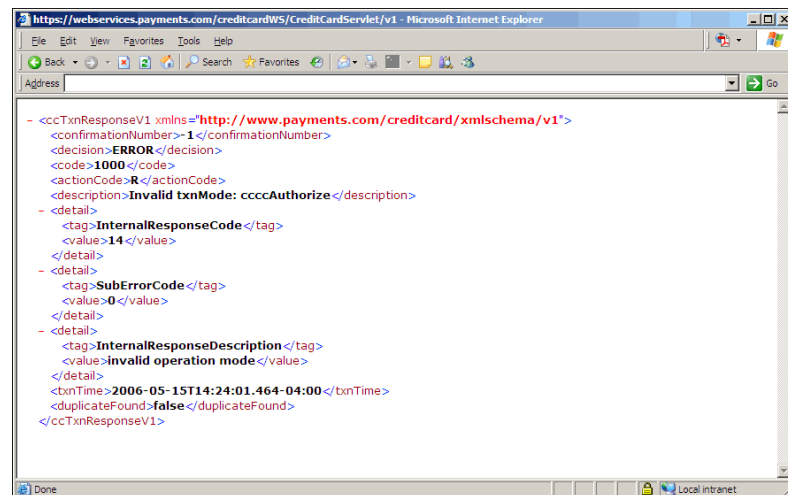 https://webservices.payments.com/creditcardWS/CreditCardServlet/v1 - Microsoft Internet Explorer
File Edit View Favorites Tools Help
Back Search Favorites
Address Go
- <ccTxnResponseV1 xmlns="http://www.payments.com/creditcard/xmlschema/v1">
<confirmationNumber>-1</confirmationNumber>
<decision>ERROR</decision>
<code>1000</code>
<actionCode>R</actionCode>
<description>Invalid txnMode: ccccAuthorize</description>
- <detail>
<tag>InternalResponseCode</tag>
<value>14</value>
</detail>
- <detail>
<tag>SubErrorCode</tag>
<value>0</value>
</detail>
- <detail>
<tag>InternalResponseDescription</tag>
<value>invalid operation mode</value>
</detail>
<txnTime>2006-05-15T14:24:01.464-04:00</txnTime>
<duplicateFound>false</duplicateFound>
</ccTxnResponseV1>
Done Local intranet